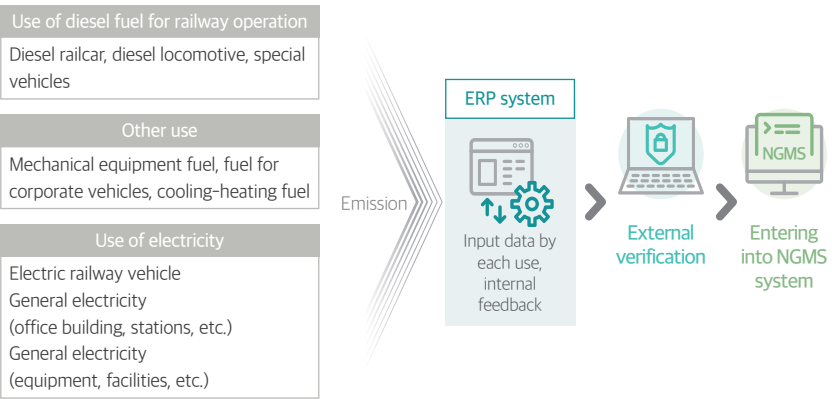 Use of diesel fuel for railway operation
Diesel railcar, diesel locomotive, special
vehicles
Other use
Mechanical equipment fuel, fuel for
corporate vehicles, cooling-heating fuel
Use of electricity
Electric railway vehicle
General electricity
(office building, stations, etc.)
General electricity
(equipment, facilities, etc.)
Emission
ERP system
Input data by
each use,
internal
feedback
External
verification
NGMS
Entering
into NGMS
system